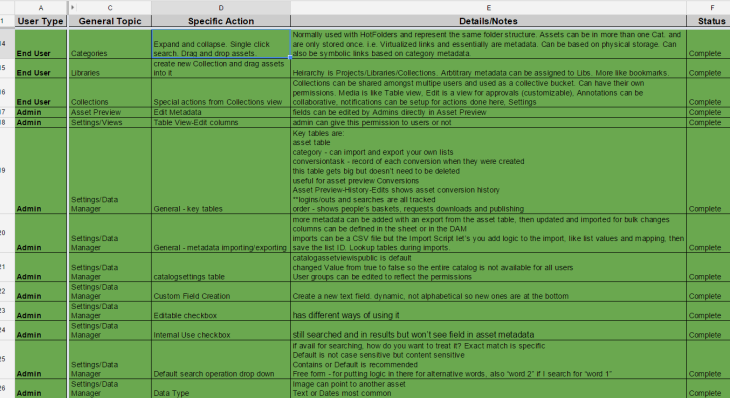 A C D E F
1 User Type General Topic Specific Action Details/Notes Status
Normally used with HotFolders and represent the same folder structure. Assets can be in more than one Cat. and
Expand and collapse. Single click are only stored once. i.e. Virtualized links and essentially are metadata. Can be based on physical storage. Can
14 End User Categories search. Drag and drop assets. also be symbolic links based on category metadata. Complete
create new Collection and drag assets
15 End User Libraries into it Heirarchy is Projects/Libraries/Collections. Arbtitrary metadata can be assigned to Libs. More like bookmarks. Complete
Collections can be shared amongst multipe users and used as a collective bucket. Can have their own
permissions. Media is like Table view, Edit is a view for approvals (customizable). Annotations can be
16 End User Collections Special actions from Collections view collaborative, notifications can be setup for actions done here, Settings Complete
17 Admin Asset Preview Edit Metadata fields can be edited by Admins directly in Asset Preview Complete
18 Admin Settings/Views Table View-Edit columns admin can give this permission to users or not Complete
Key tables are:
asset table
category - can import and export your own lists
conversiontask - record of each conversion when they were created
this table gets big but doesn't need to be deleted
useful for asset preview Conversions
Asset Preview-History-Edits shows asset conversion history
Settings/Data **logins/outs and searches are all tracked
19 Admin Manager General - key tables order - shows people's baskets, requests downloads and publishing Complete
more metadata can be added with an export from the asset table, then updated and imported for bulk changes
columns can be defined in the sheet or in the DAM
Settings/Data imports can be a CSV file but the Import Script let's you add logic to the import, like list values and mapping, then
20 Admin Manager General - metadata importing/exporting save the list ID. Lookup tables during imports. Complete
catalogassetviewispublic is default
Settings/Data changed Value from true to false so the entire catalog is not available for all users
21 Admin Manager catalogsettings table User groups can be edited to reflect the permissions Complete
Settings/Data
22 Admin Manager Custom Field Creation Create a new text field, dynamic, not alphabetical so new ones are at the bottom Complete
Settings/Data
23 Admin Manager Editable checkbox has different ways of using it Complete
Settings/Data
24 Admin Manager Internal Use checkbox still searched and in results but won't see field in asset metadata Complete
if avail for searching, how do you want to treat it? Exact match is specific
Default is not case sensitive but content sensitive
Settings/Data Contains or Default is recommended
25 Admin Manager Default search operation drop down Free form - for putting logic in there for alternative words, also "word 2" if I search for "word 1" Complete
Settings/Data Image can point to another asset
26 Admin Manager Data Type Text or Dates most common Complete